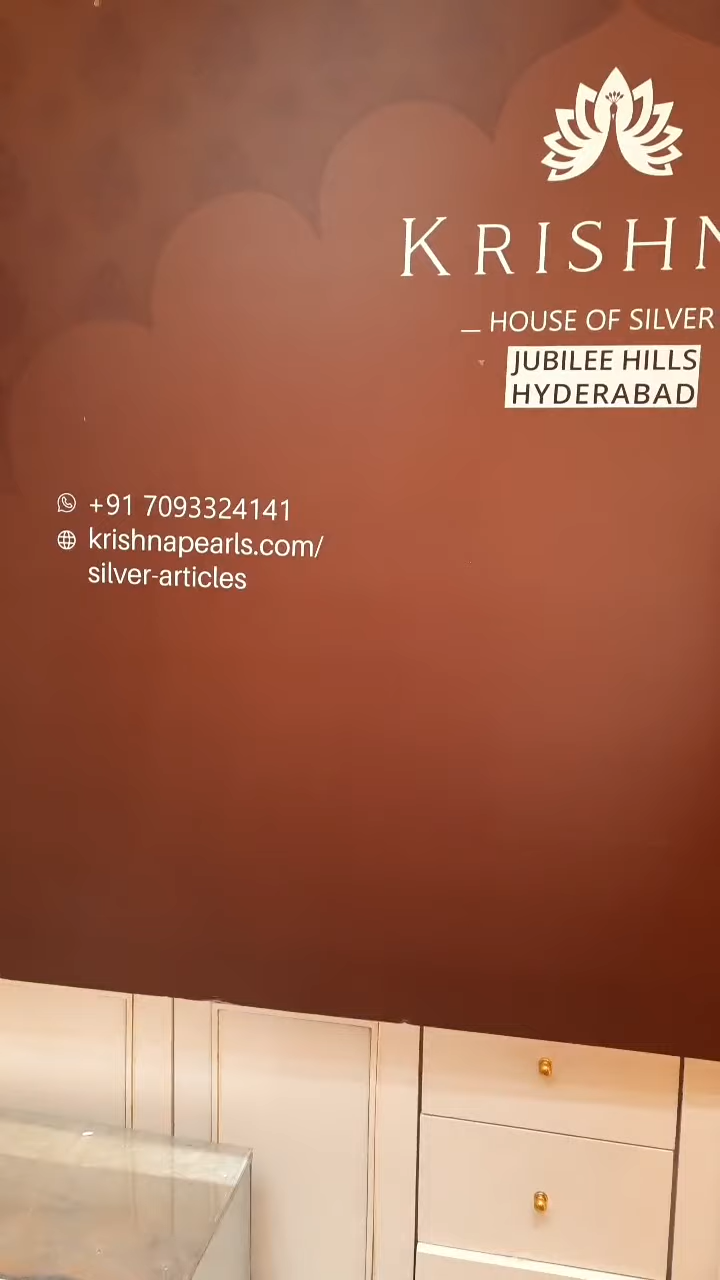 KRISHN
HOUSE OF SILVER
JUBILEE HILLS
HYDERABAD
+91 7093324141
krishnapearls.com/
silver-articles